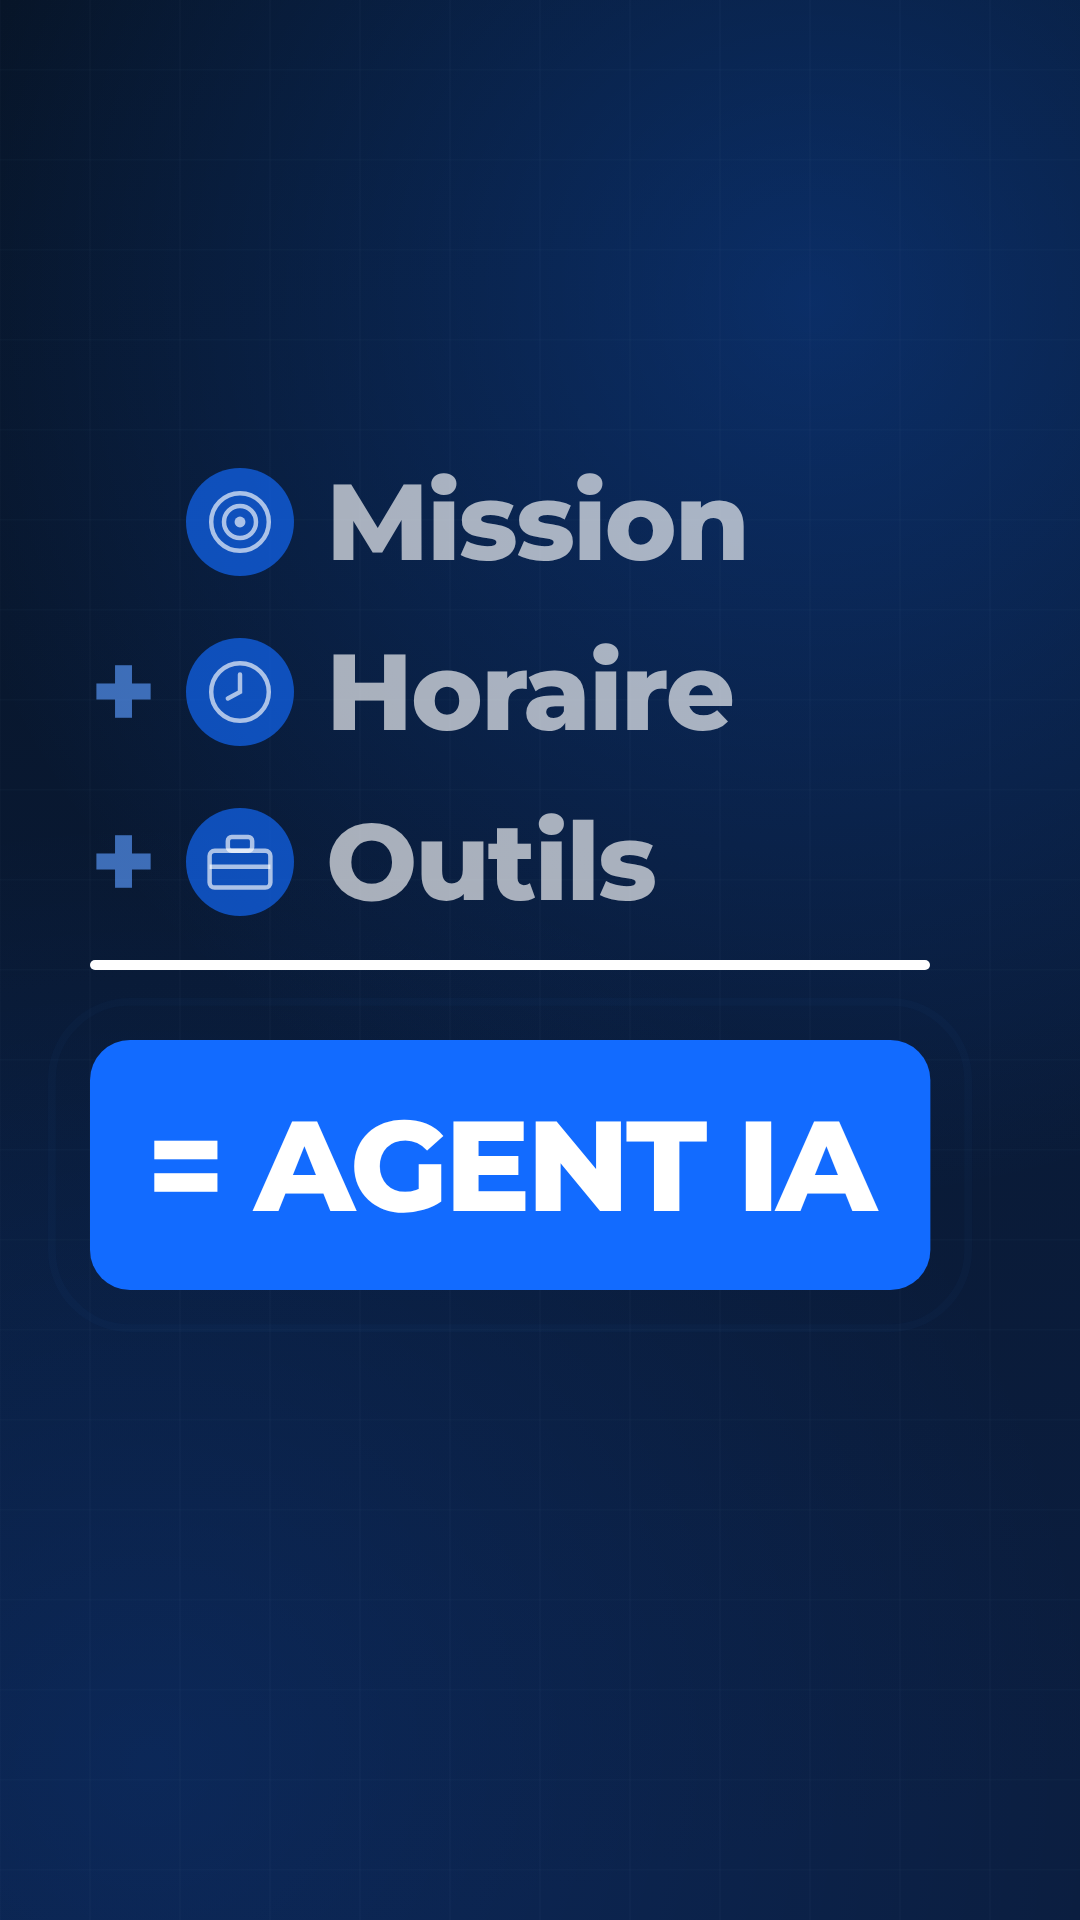 Mission
+ Horaire
+ Outils
= AGENT IA